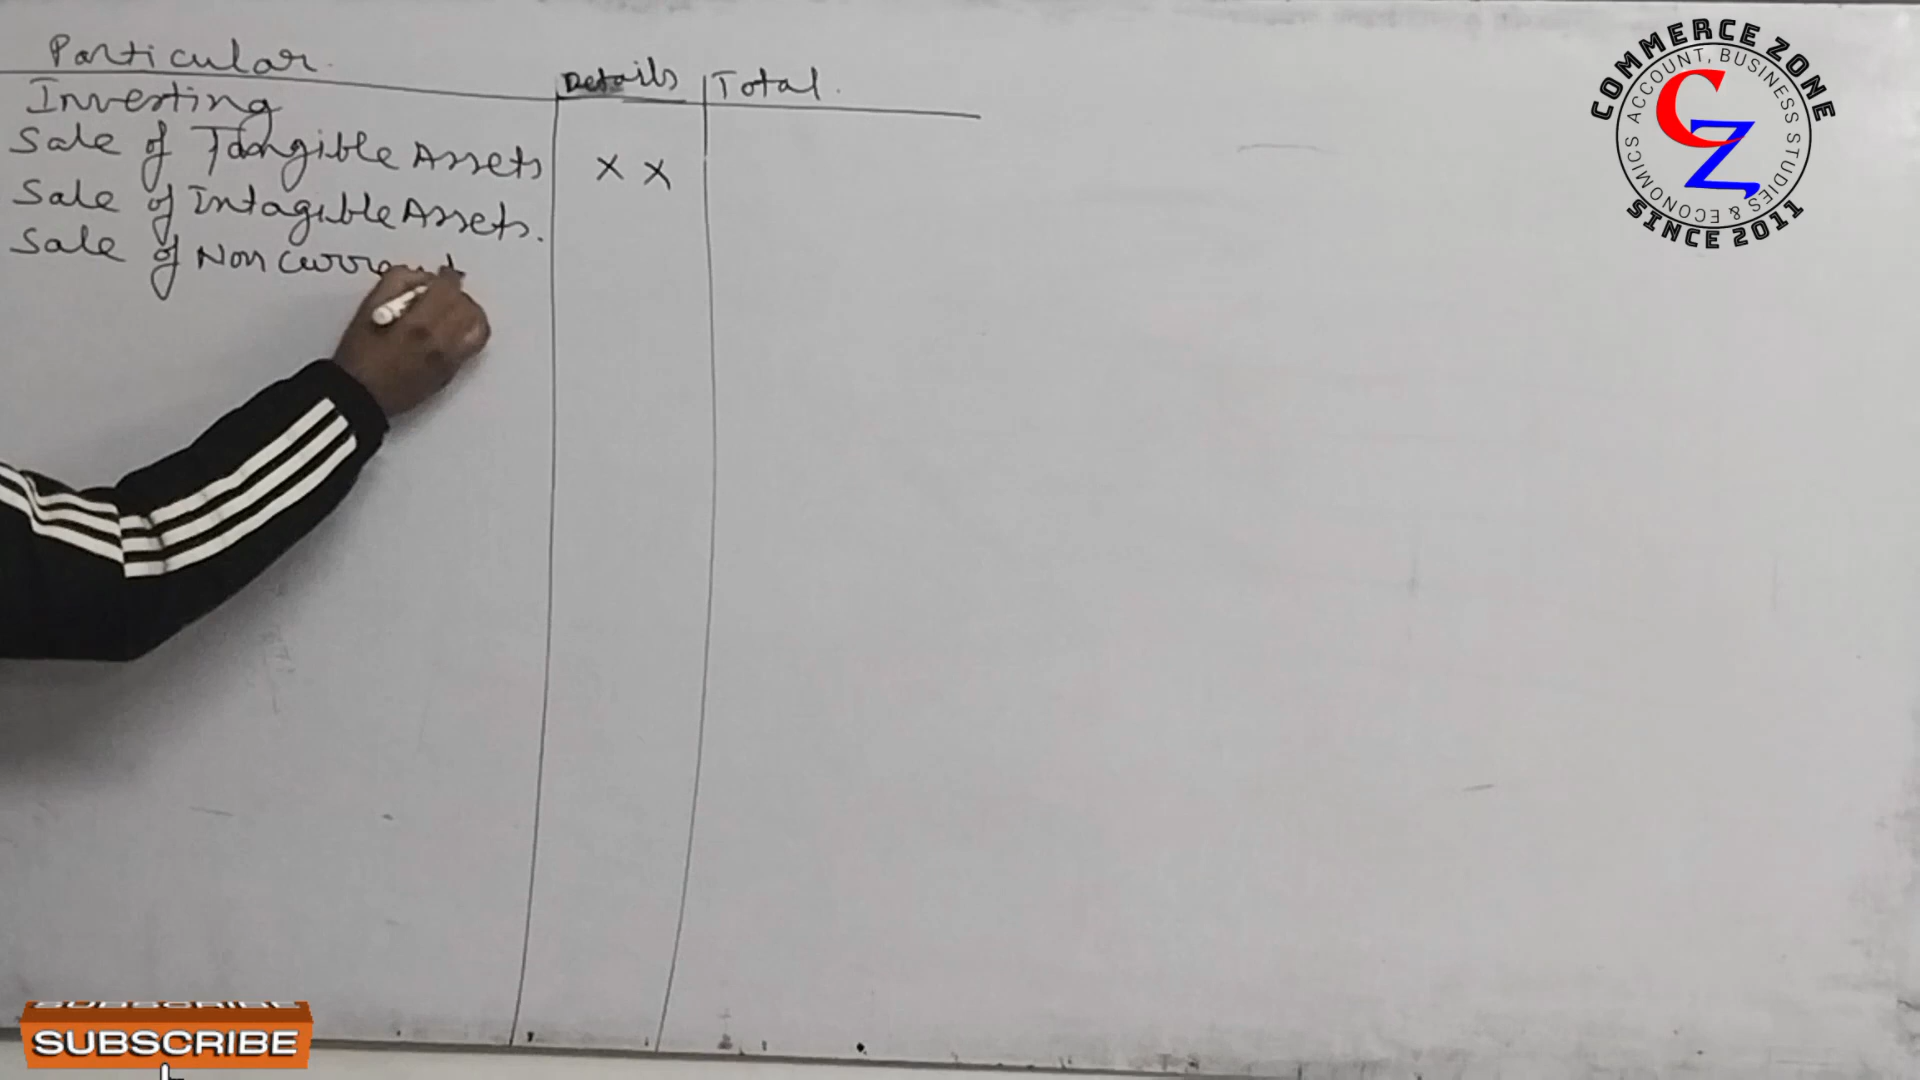 Particular.
Details
Total.
Investing
Sale of Tangible Assets
x x
Sale of Intagible Assets.
Sale of Non Current
COMMERCE ZONE
ACCOUNT, BUSINESS STUDIES & ECONOMICS
CZ
SINCE 2011
SUBSCRIBE
SUBSCRIBE